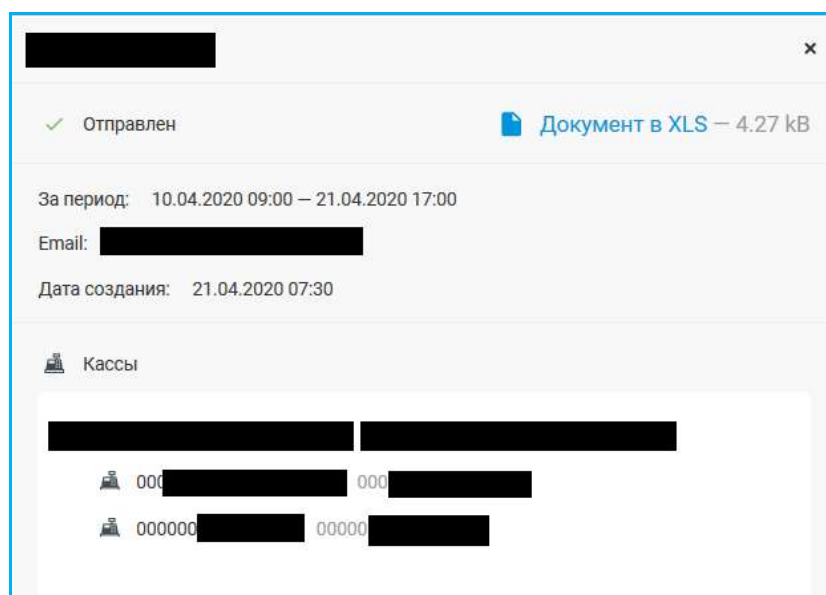 ×
Отправлен Документ в XLS — 4.27 kB
За период: 10.04.2020 09:00 — 21.04.2020 17:00
Email:
Дата создания: 21.04.2020 07:30
Кассы
000 000
000000 00000